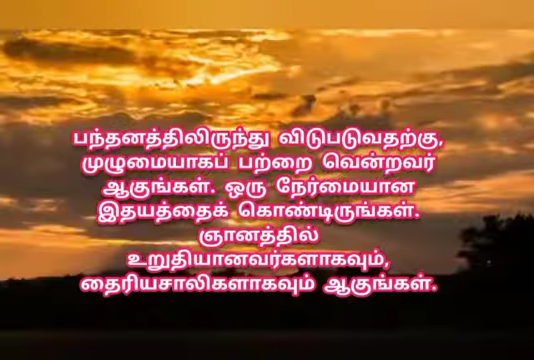 பந்தனத்திலிருந்து விடுபடுவதற்கு,
முழுமையாகப் பற்றை வென்றவர்
ஆகுங்கள். ஒரு நேர்மையான
இதயத்தைக் கொண்டிருங்கள்.
ஞானத்தில்
உறுதியானவர்களாகவும்,
தைரியசாலிகளாகவும் ஆகுங்கள்.